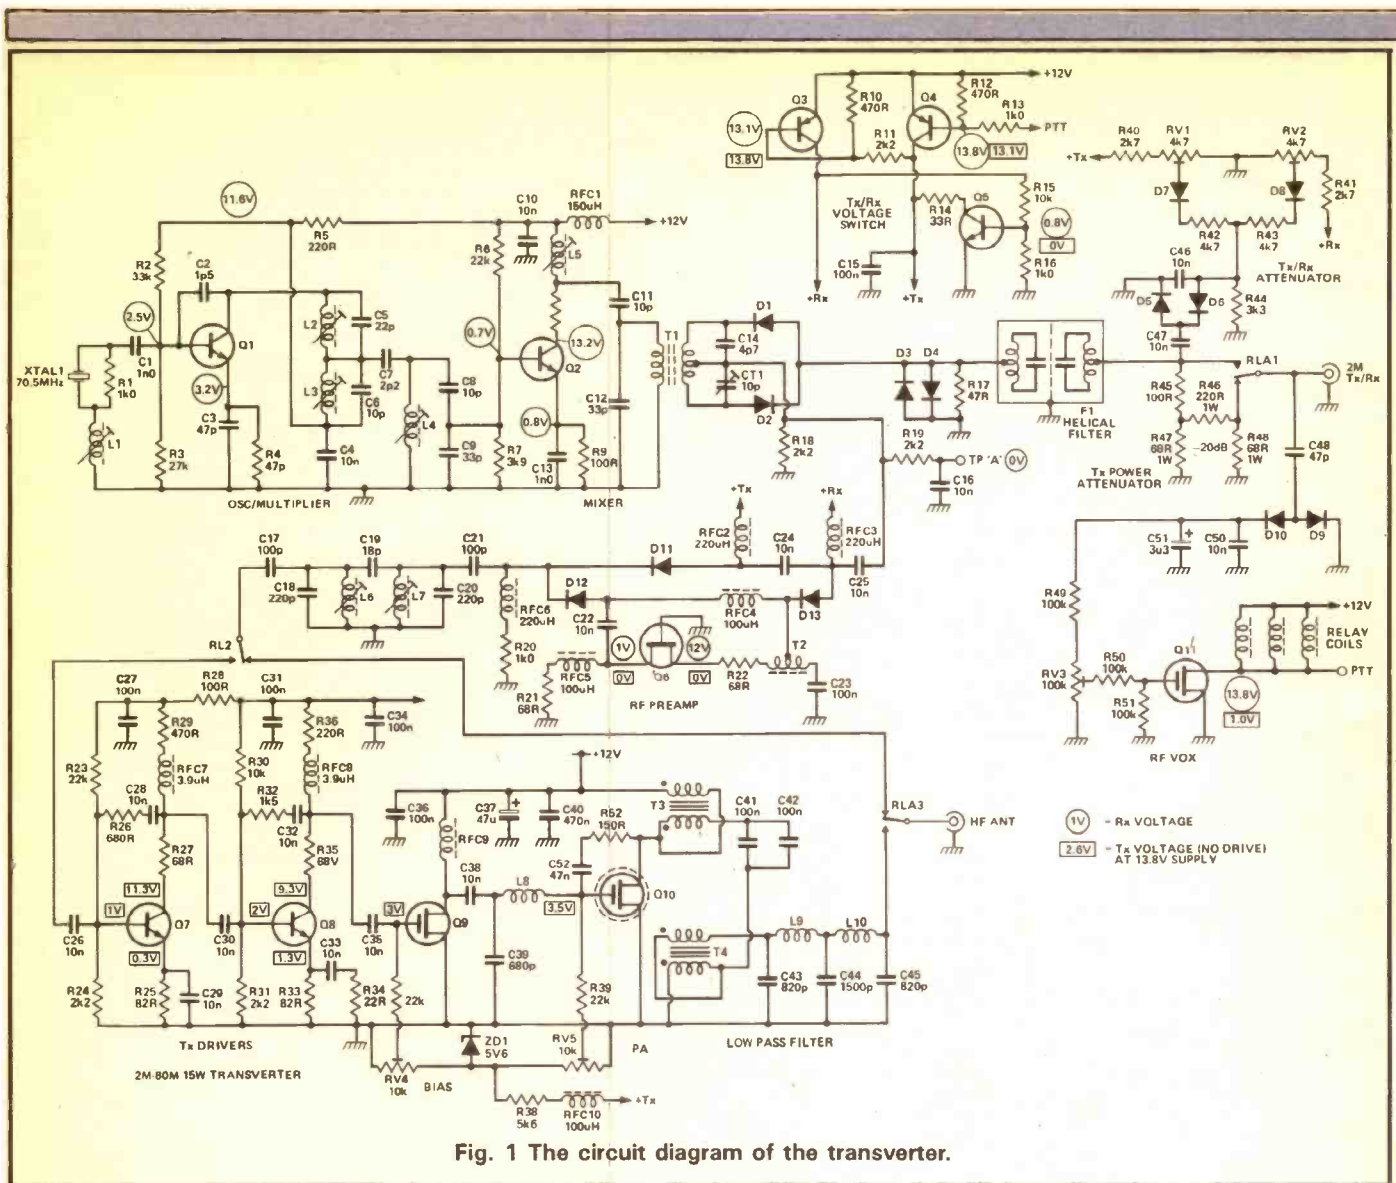 +12V
Q3
R10
470R
Q4
R12
470R
R13
1k0
PTT
13.1V
13.8V
R11
2k2
13.8V
13.1V
R40
2k7
RV1
4k7
RV2
4k7
+Tx
D7
D8
R41
2k7
R42
4k7
R43
4k7
+Rx
Tx/Rx
ATTENUATOR
Tx/Rx
VOLTAGE
SWITCH
R14
33R
Q5
R15
10k
0.8V
0V
R16
1k0
C15
100n
+Rx
+Tx
C46
10n
D5
D6
R44
3k3
C47
10n
RLA1
2M
Tx/Rx
11.6V
R5
220R
C10
10n
RFC1
150uH
+12V
R2
33k
C2
1p5
2.5V
Q1
L2
C5
22p
R6
22k
L5
C11
10p
0.7V
13.2V
Q2
T1
D1
C14
4p7
CT1
10p
D2
XTAL1
70.5MHz
R1
1k0
C1
1n0
3.2V
L3
C7
2p2
C6
10p
C8
10p
L4
C9
33p
R7
3k9
0.8V
C13
1n0
R9
100R
C12
33p
L1
R3
27k
C3
47p
R4
47p
C4
10n
OSC/MULTIPLIER
MIXER
R18
2k2
D3
D4
R17
47R
F1
HELICAL
FILTER
R19
2k2
TP 'A'
0V
C16
10n
R45
100R
R46
220R
1W
R47
68R
1W
–20dB
R48
68R
1W
C48
47p
Tx POWER
ATTENUATOR
+Tx
+Rx
RFC2
220uH
C24
10n
RFC3
220uH
C25
10n
C17
100p
C19
18p
C21
100p
C18
220p
L6
L7
C20
220p
D11
D12
D13
RFC6
220uH
C22
10n
RFC4
100uH
R20
1k0
1V
12V
T2
RL2
R21
68R
RFC5
100uH
0V
Q6
0V
R22
68R
C23
100n
RF PREAMP
C51
3u3
+
C50
10n
D10
D9
R49
100k
RV3
100k
R50
100k
R51
100k
+12V
RELAY
COILS
PTT
13.8V
1.0V
RF VOX
C27
100n
R28
100R
C31
100n
R29
470R
R36
220R
C34
100n
R23
22k
RFC7
3.9uH
R30
10k
RFC8
3.9uH
C28
10n
R26
680R
R32
1k5
C32
10n
R27
68R
R35
68V
+12V
C36
100n
RFC9
C37
47u
+
C40
470n
R52
150R
T3
C41
100n
C42
100n
C38
10n
C52
47n
RLA3
HF ANT
1V
– Rx VOLTAGE
2.6V
– Tx VOLTAGE (NO DRIVE)
AT 13.8V SUPPLY
11.3V
1V
Q7
9.3V
2V
Q8
3V
Q9
L8
3.5V
Q10
C26
10n
0.3V
C30
10n
1.3V
C33
10n
C35
10n
C39
680p
T4
L9
L10
C43
820p
C44
1500p
C45
820p
R24
2k2
R25
82R
C29
10n
R31
2k2
R33
82R
R34
22R
22k
R39
22k
Tx DRIVERS
ZD1
5V6
RV5
10k
PA
LOW PASS FILTER
2M-80M 15W TRANSVERTER
RV4
10k
BIAS
R38
5k6
RFC10
100uH
+Tx
Fig. 1 The circuit diagram of the transverter.